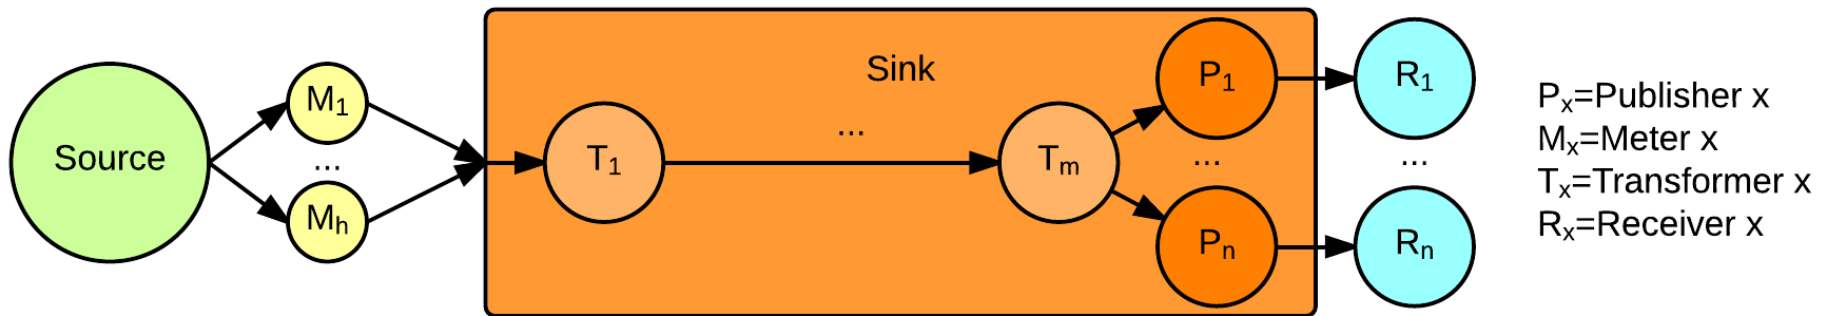 Source
M₁
...
Mₕ
Sink
T₁
...
Tₘ
P₁
...
Pₙ
R₁
...
Rₙ
Pₓ=Publisher x
Mₓ=Meter x
Tₓ=Transformer x
Rₓ=Receiver x